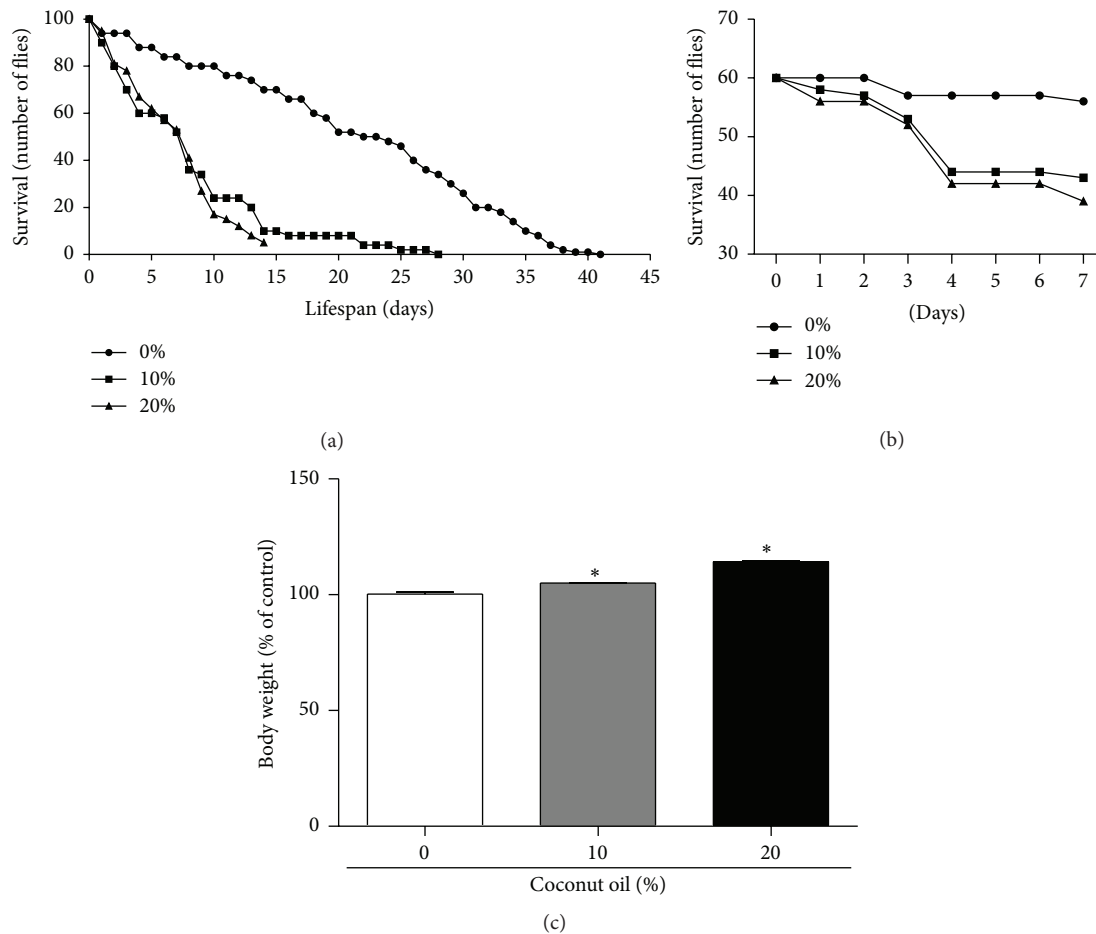 Survival (number of flies)
100
80
60
40
20
0
0 5 10 15 20 25 30 35 40 45
Lifespan (days)
0%
10%
20%
(a)
Survival (number of flies)
70
60
50
40
30
0 1 2 3 4 5 6 7
(Days)
0%
10%
20%
(b)
Body weight (% of control)
150
100
50
0
* *
0 10 20
Coconut oil (%)
(c)